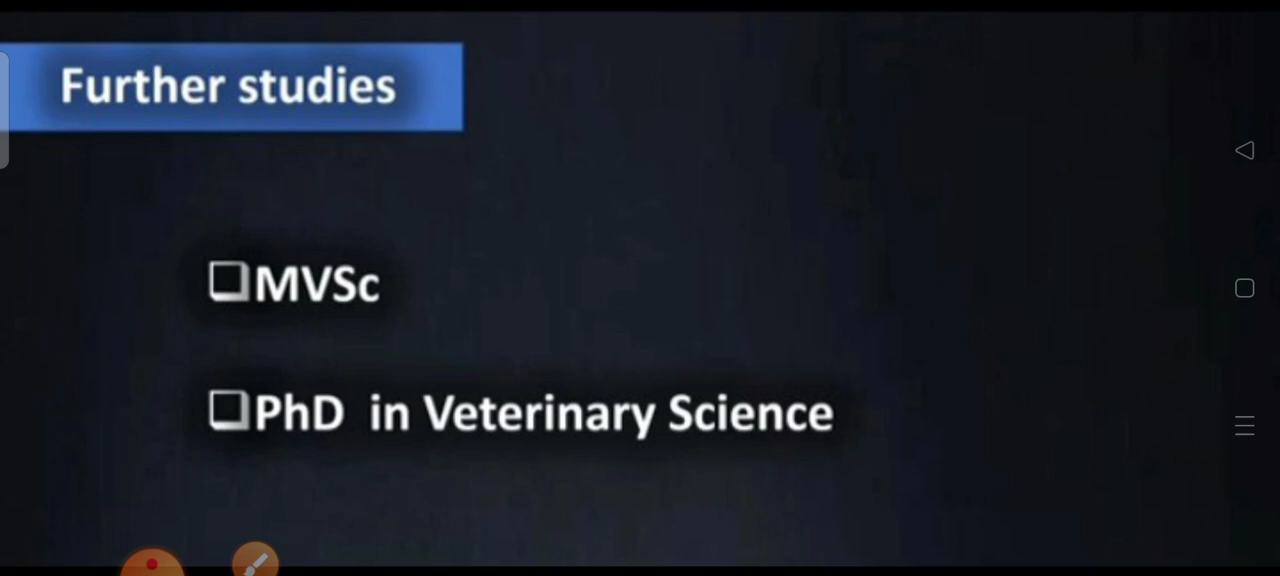 Further studies
❑MVSc
❑PhD in Veterinary Science